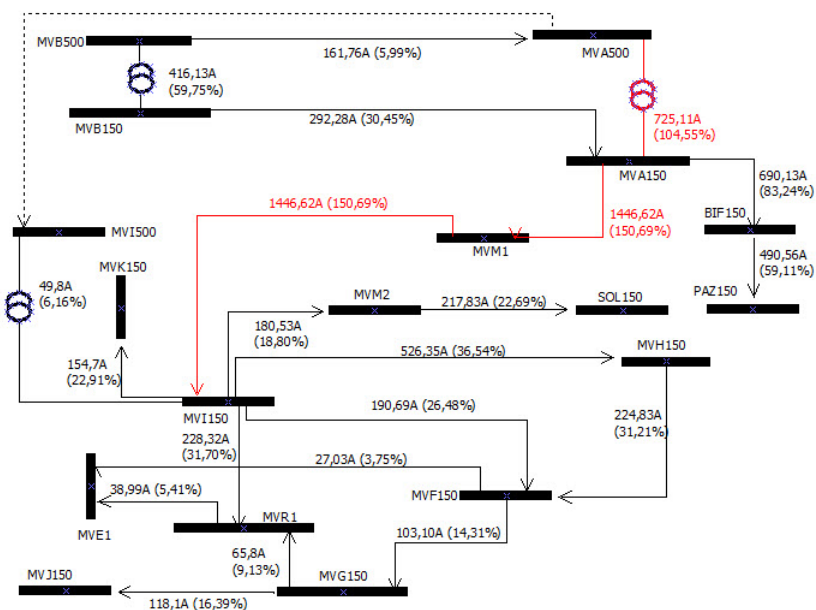 MVB500
161,76A (5,99%)
MVA500
416,13A
(59,75%)
725,11A
(104,55%)
MVB150
292,28A (30,45%)
MVA150
690,13A
(83,24%)
1446,62A (150,69%)
1446,62A
(150,69%)
BIF150
MVI500
MVM1
490,56A
(59,11%)
MVK150
49,8A
(6,16%)
MVM2
217,83A (22,69%)
SOL150
PAZ150
180,53A
(18,80%)
526,35A (36,54%)
MVH150
154,7A
(22,91%)
190,69A (26,48%)
MVI150
224,83A
(31,21%)
228,32A
(31,70%)
27,03A (3,75%)
38,99A (5,41%)
MVF150
MVE1
MVR1
103,10A (14,31%)
65,8A
(9,13%)
MVJ150
MVG150
118,1A (16,39%)